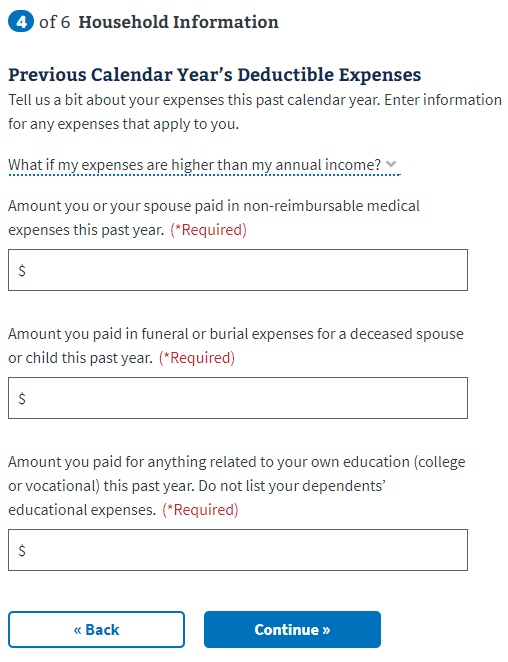 4 of 6 Household Information
Previous Calendar Year's Deductible Expenses
Tell us a bit about your expenses this past calendar year. Enter information
for any expenses that apply to you.
What if my expenses are higher than my annual income?
Amount you or your spouse paid in non-reimbursable medical
expenses this past year. (*Required)
$
Amount you paid in funeral or burial expenses for a deceased spouse
or child this past year. (*Required)
$
Amount you paid for anything related to your own education (college
or vocational) this past year. Do not list your dependents'
educational expenses. (*Required)
$
« Back
Continue »